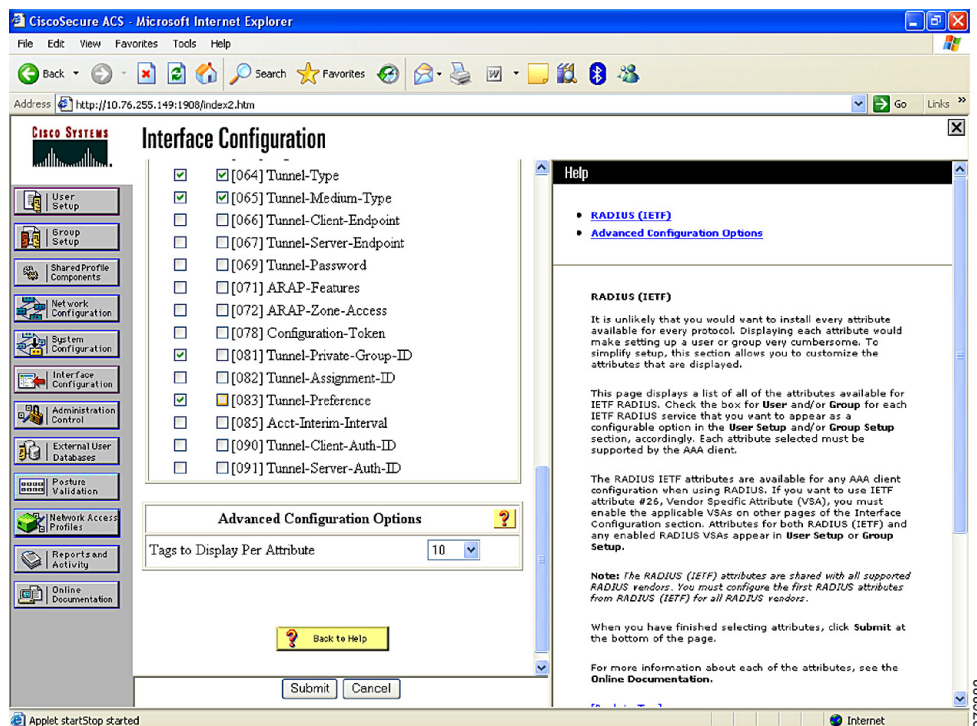 CiscoSecure ACS - Microsoft Internet Explorer
File Edit View Favorites Tools Help
Back Search Favorites
Address http://10.76.255.149:1908/index2.htm Go Links »
CISCO SYSTEMS
Interface Configuration
User Setup
Group Setup
Shared Profile Components
Network Configuration
System Configuration
Interface Configuration
Administration Control
External User Databases
Posture Validation
Network Access Profiles
Reports and Activity
Online Documentation
[064] Tunnel-Type
[065] Tunnel-Medium-Type
[066] Tunnel-Client-Endpoint
[067] Tunnel-Server-Endpoint
[069] Tunnel-Password
[071] ARAP-Features
[072] ARAP-Zone-Access
[078] Configuration-Token
[081] Tunnel-Private-Group-ID
[082] Tunnel-Assignment-ID
[083] Tunnel-Preference
[085] Acct-Interim-Interval
[090] Tunnel-Client-Auth-ID
[091] Tunnel-Server-Auth-ID
Advanced Configuration Options ?
Tags to Display Per Attribute 10
? Back to Help
Submit Cancel
Help
RADIUS (IETF)
Advanced Configuration Options
RADIUS (IETF)
It is unlikely that you would want to install every attribute
available for every protocol. Displaying each attribute would
make setting up a user or group very cumbersome. To
simplify setup, this section allows you to customize the
attributes that are displayed.
This page displays a list of all of the attributes available for
IETF RADIUS. Check the box for User and/or Group for each
IETF RADIUS service that you want to appear as a
configurable option in the User Setup and/or Group Setup
section, accordingly. Each attribute selected must be
supported by the AAA client.
The RADIUS IETF attributes are available for any AAA client
configuration when using RADIUS. If you want to use IETF
attribute #26, Vendor Specific Attribute (VSA), you must
enable the applicable VSAs on other pages of the Interface
Configuration section. Attributes for both RADIUS (IETF) and
any enabled RADIUS VSAs appear in User Setup or Group
Setup.
Note: The RADIUS (IETF) attributes are shared with all supported
RADIUS vendors. You must configure the first RADIUS attributes
from RADIUS (IETF) for all RADIUS vendors.
When you have finished selecting attributes, click Submit at
the bottom of the page.
For more information about each of the attributes, see the
Online Documentation.
Applet startStop started
Internet